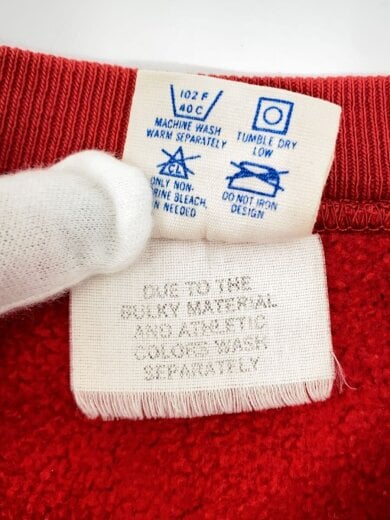 102 F
40 C
MACHINE WASH
WARM SEPARATELY
TUMBLE DRY
LOW
CL
ONLY NON-
RINE BLEACH,
N NEEDED
DO NOT IRON
DESIGN
DUE TO THE
BULKY MATERIAL
AND ATHLETIC
COLORS WASH
SEPARATELY